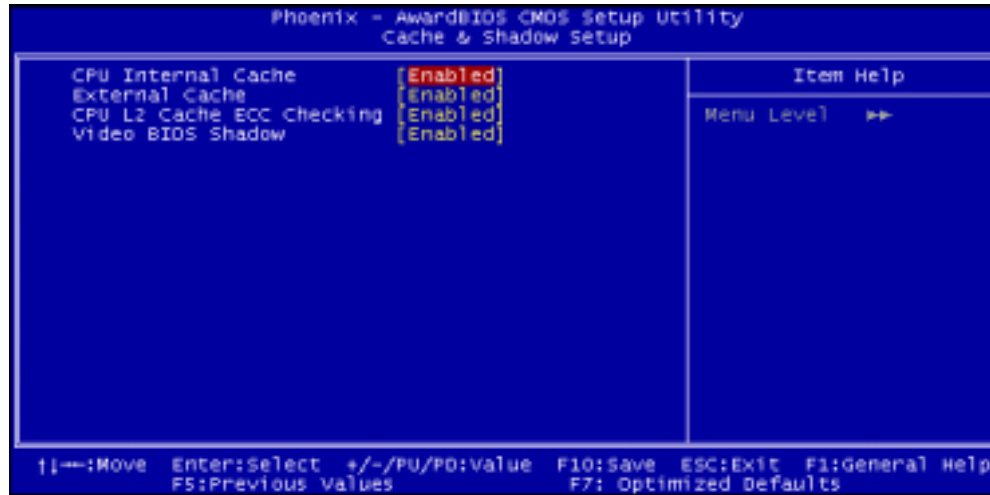 Phoenix - AwardBIOS CMOS Setup Utility
Cache & Shadow Setup
CPU Internal Cache [Enabled]
External Cache [Enabled]
CPU L2 Cache ECC Checking [Enabled]
Video BIOS Shadow [Enabled]
Item Help
Menu Level ►►
↑↓→←:Move Enter:Select +/-/PU/PD:Value F10:Save ESC:Exit F1:General Help
F5:Previous Values F7: Optimized Defaults